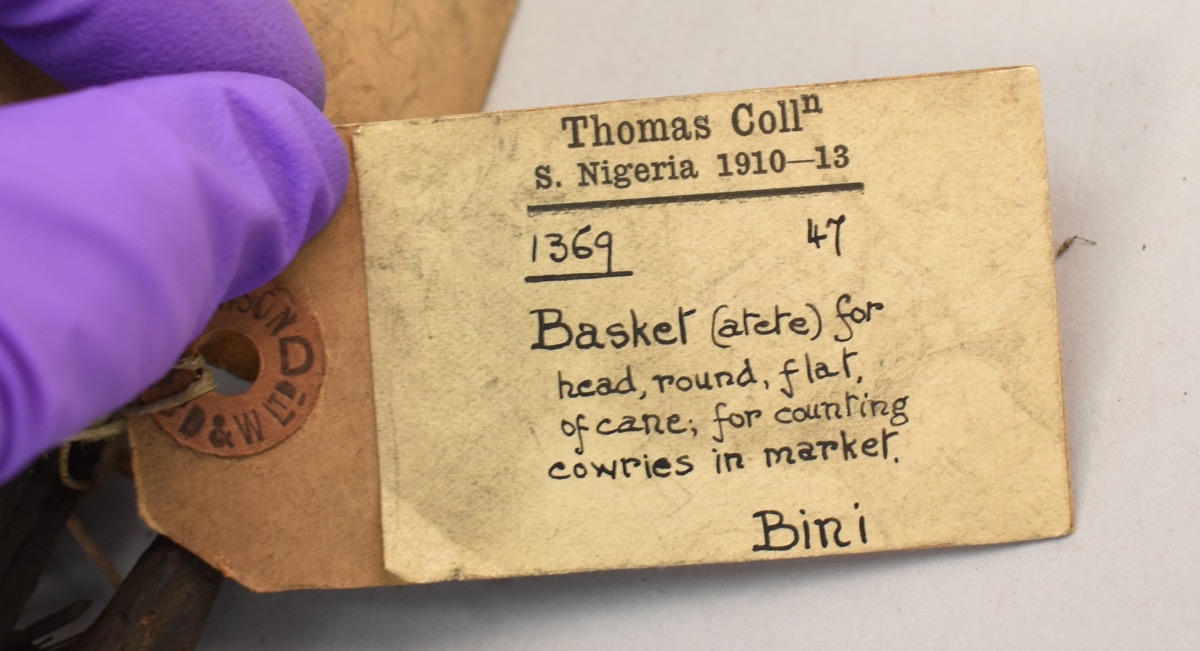 Thomas Collⁿ
S. Nigeria 1910—13
1369 47
Basket (atete) for
head, round, flat,
of cane; for counting
cowries in market.
Bini
D & W LTD